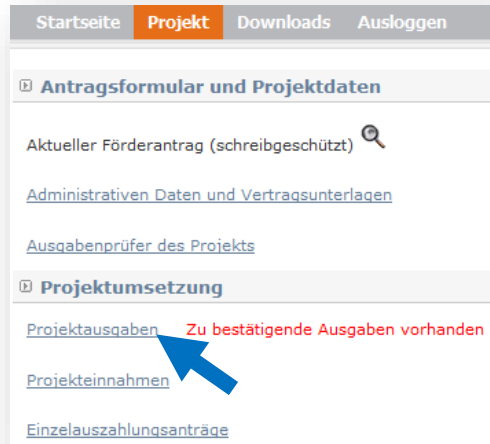 Startseite Projekt Downloads Ausloggen
Antragsformular und Projektdaten
Aktueller Förderantrag (schreibgeschützt)
Administrativen Daten und Vertragsunterlagen
Ausgabenprüfer des Projekts
Projektumsetzung
Projektausgaben Zu bestätigende Ausgaben vorhanden
Projekteinnahmen
Einzelauszahlungsanträge